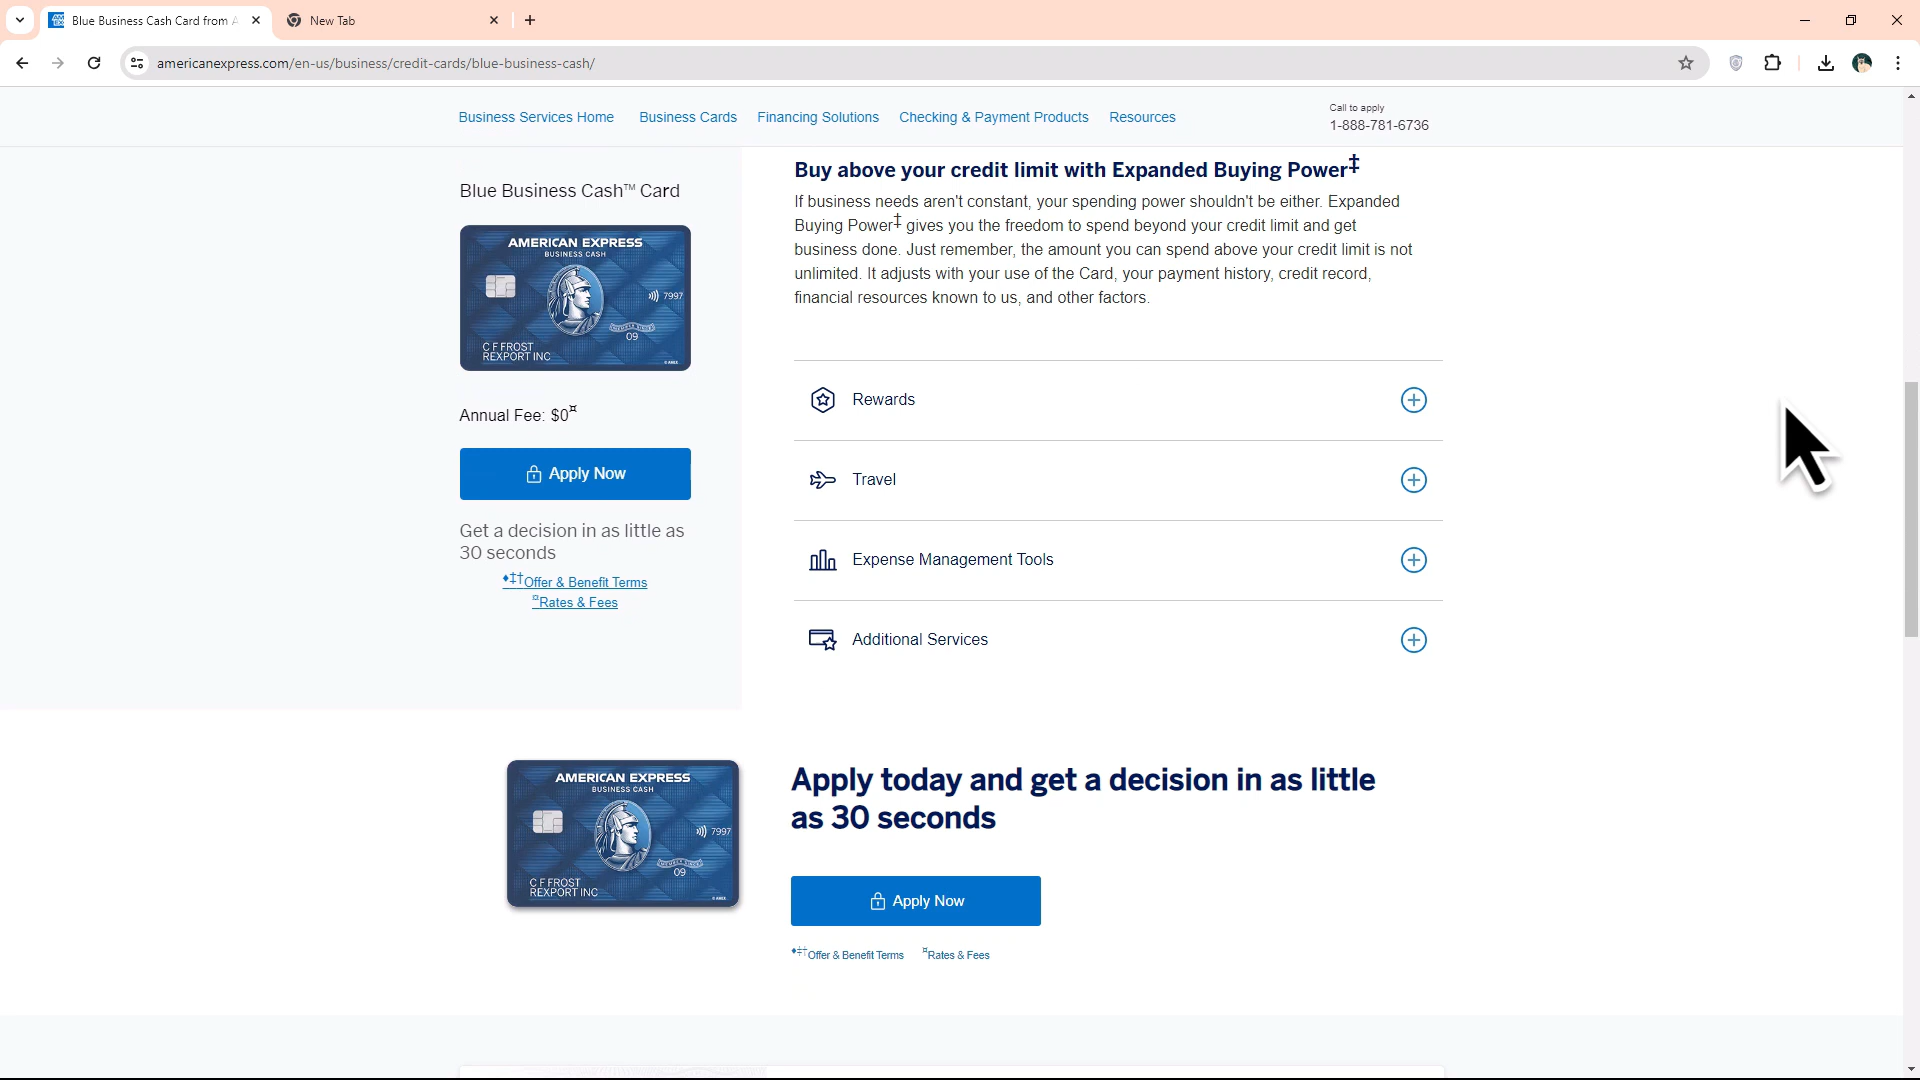 Blue Business Cash Card from A
New Tab
americanexpress.com/en-us/business/credit-cards/blue-business-cash/
Business Services Home
Business Cards
Financing Solutions
Checking & Payment Products
Resources
Call to apply
1-888-781-6736
Blue Business Cash™ Card
AMERICAN EXPRESS
BUSINESS CASH
7997
MEMBER SINCE
09
C F FROST
REXPORT INC
© AMEX
Annual Fee: $0¤
Apply Now
Get a decision in as little as
30 seconds
♦‡†Offer & Benefit Terms
¤Rates & Fees
Buy above your credit limit with Expanded Buying Power‡
If business needs aren't constant, your spending power shouldn't be either. Expanded
Buying Power‡ gives you the freedom to spend beyond your credit limit and get
business done. Just remember, the amount you can spend above your credit limit is not
unlimited. It adjusts with your use of the Card, your payment history, credit record,
financial resources known to us, and other factors.
Rewards
Travel
Expense Management Tools
Additional Services
AMERICAN EXPRESS
BUSINESS CASH
7997
MEMBER SINCE
09
C F FROST
REXPORT INC
© AMEX
Apply today and get a decision in as little
as 30 seconds
Apply Now
♦‡†Offer & Benefit Terms
¤Rates & Fees